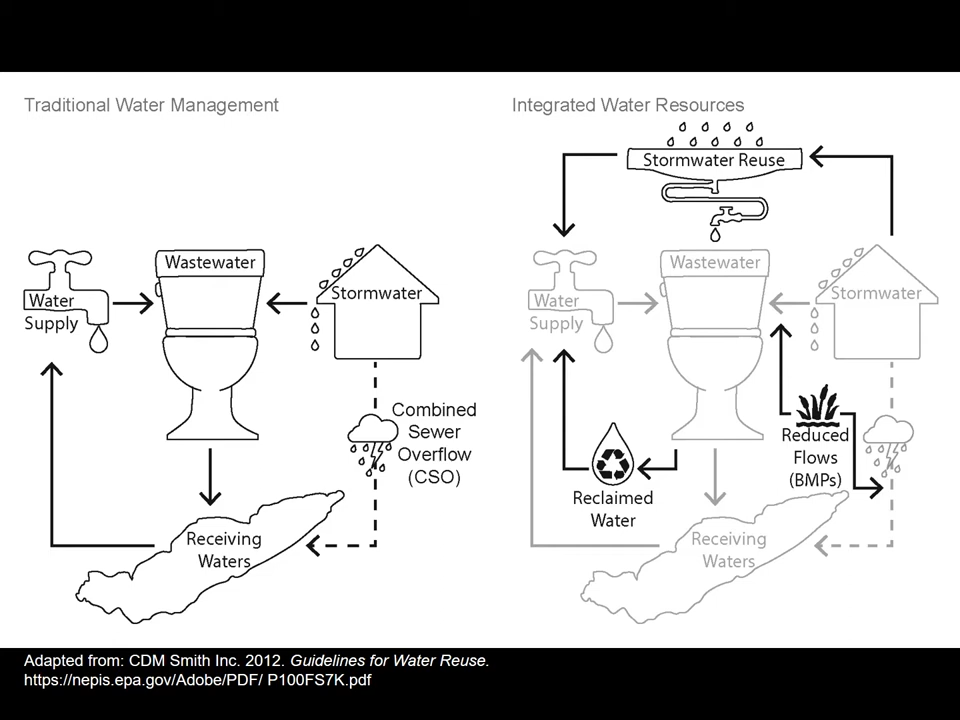 Traditional Water Management
Wastewater
Water
Supply
Stormwater
Combined
Sewer
Overflow
(CSO)
Receiving
Waters
Integrated Water Resources
Stormwater Reuse
Wastewater
Water
Supply
Stormwater
Reduced
Flows
(BMPs)
Reclaimed
Water
Receiving
Waters
Adapted from: CDM Smith Inc. 2012. Guidelines for Water Reuse.
https://nepis.epa.gov/Adobe/PDF/ P100FS7K.pdf